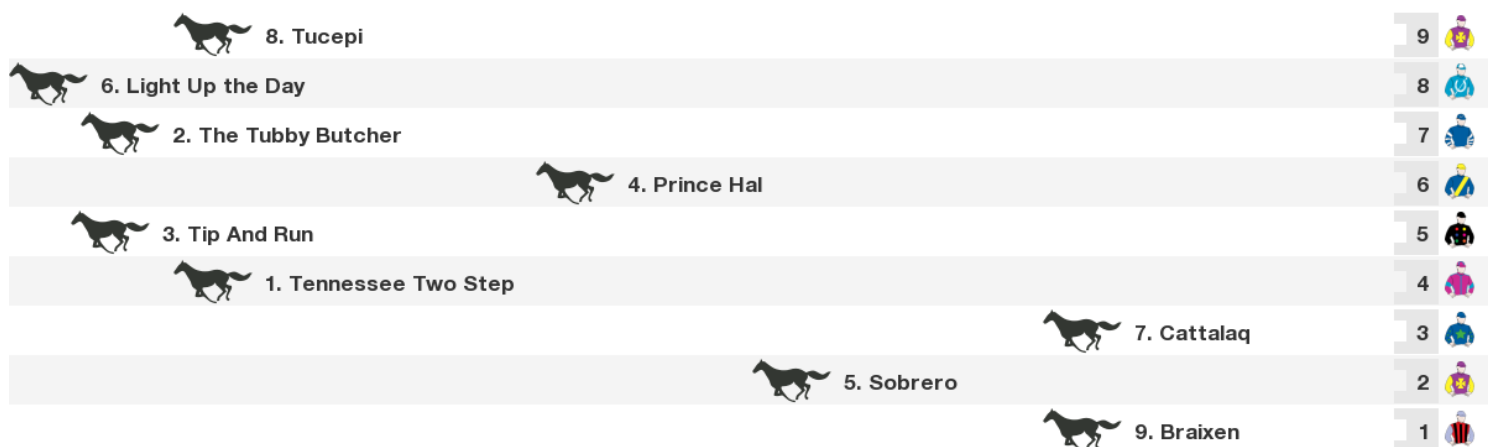 8. Tucepi 9
6. Light Up the Day 8
2. The Tubby Butcher 7
4. Prince Hal 6
3. Tip And Run 5
1. Tennessee Two Step 4
7. Cattalaq 3
5. Sobrero 2
9. Braixen 1